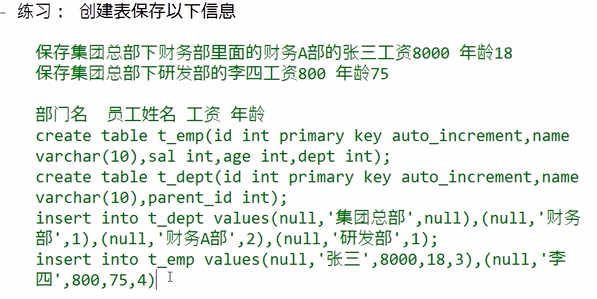 - 练习： 创建表保存以下信息
保存集团总部下财务部里面的财务A部的张三工资8000 年龄18
保存集团总部下研发部的李四工资800 年龄75
部门名 员工姓名 工资 年龄
create table t_emp(id int primary key auto_increment,name
varchar(10),sal int,age int,dept int);
create table t_dept(id int primary key auto_increment,name
varchar(10),parent_id int);
insert into t_dept values(null,'集团总部',null),(null,'财务
部',1),(null,'财务A部',2),(null,'研发部',1);
insert into t_emp values(null,'张三',8000,18,3),(null,'李
四',800,75,4)